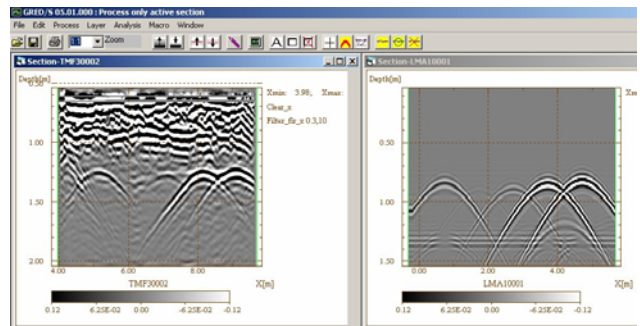 GRED/S 05.01.000 : Process only active section
File Edit Process Layer Analysis Macro Window
1:1 Zoom
Section-TMF30002
Depth[m]
0.50
1.00
1.50
2.00
4.00 6.00 8.00 X[m]
TMF30002
0.12 6.25E-02 -6.25E-02 -0.12
Xmin: 3.98; Xmax:
Clear_x
Filter_fir_x 0.3,10
Section-LMA10001
Depth[m]
0.50
1.00
1.50
0.00 2.00 4.00 X[m]
LMA10001
0.12 6.25E-02 -6.25E-02 -0.12
Xm